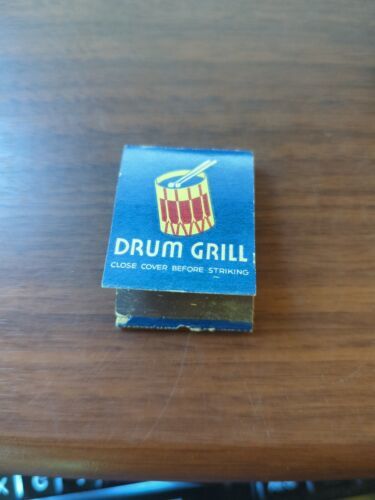 DRUM GRILL
CLOSE COVER BEFORE STRIKING